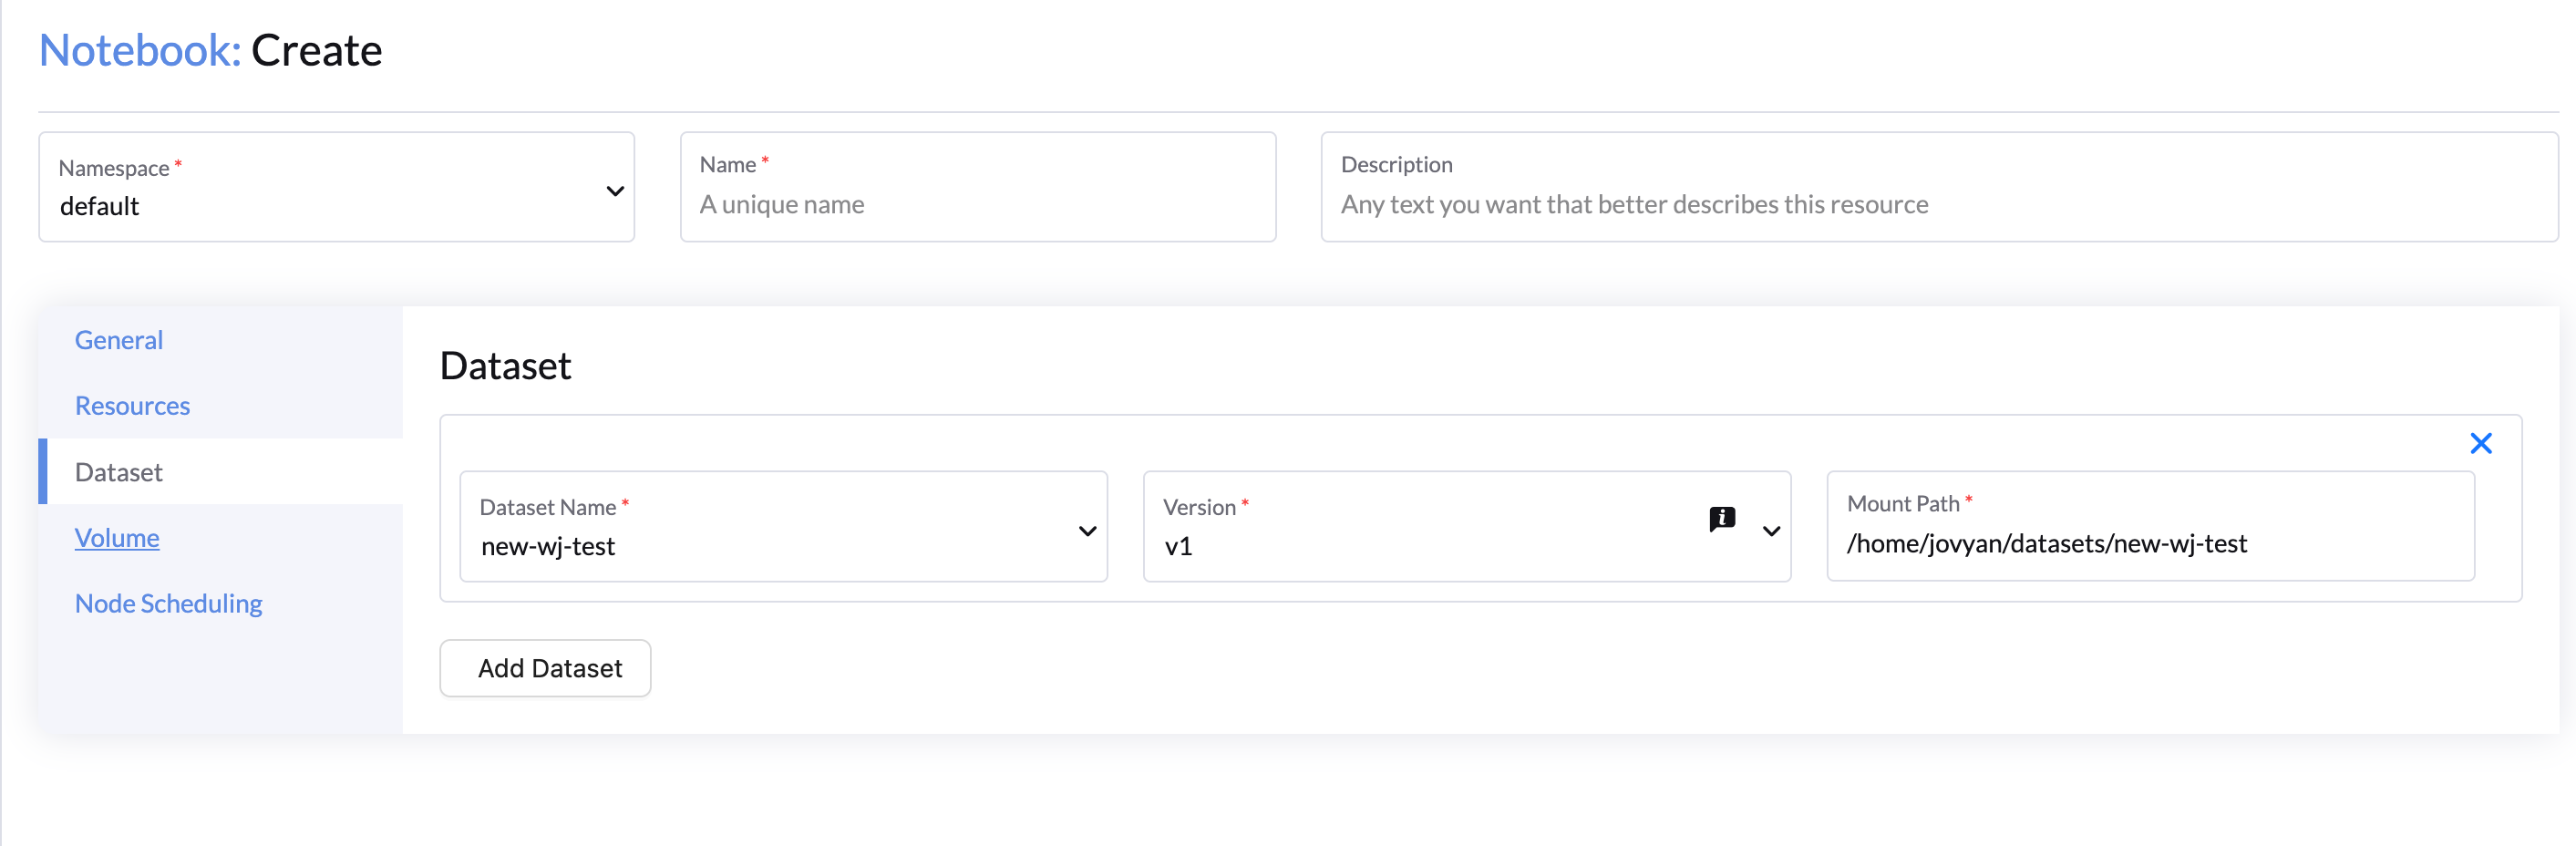 Notebook: Create
Namespace *
default
Name *
A unique name
Description
Any text you want that better describes this resource
General
Resources
Dataset
Volume
Node Scheduling
Dataset
Dataset Name *
new-wj-test
Version *
v1
Mount Path *
/home/jovyan/datasets/new-wj-test
Add Dataset